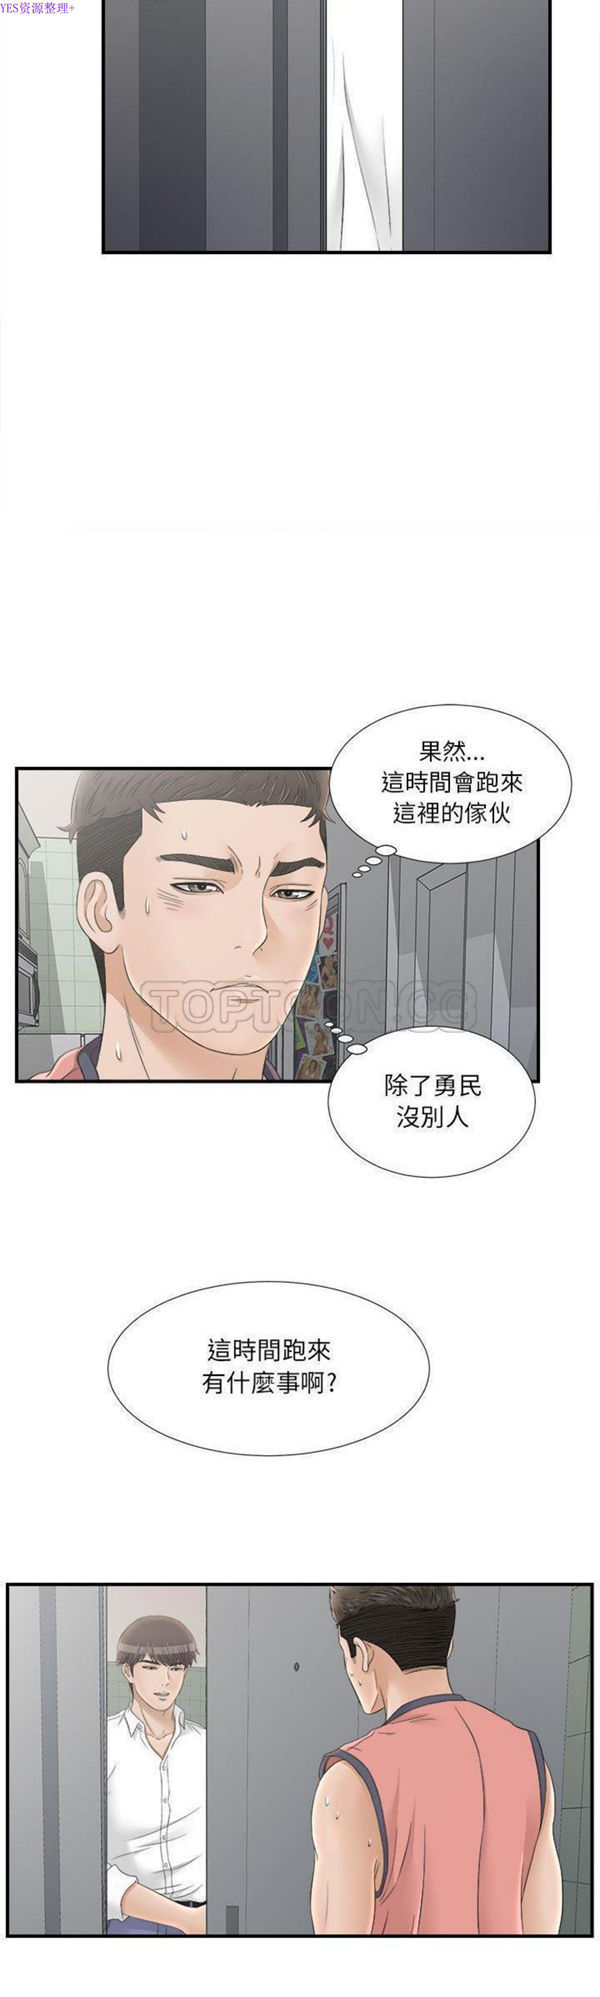 YES资源整理+
果然...
這時間會跑來
這裡的傢伙
TOPTOON.CC
除了勇民
沒別人
這時間跑來
有什麼事啊?